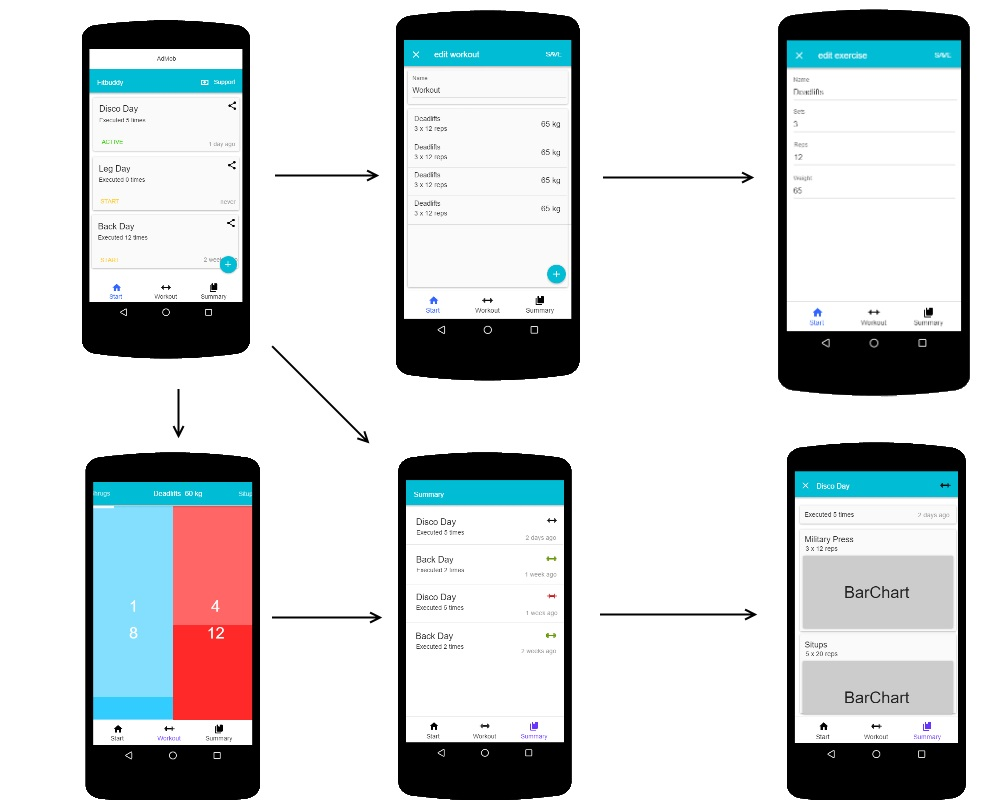 AdMob
Fitbuddy
Support
Disco Day
Executed 5 times
ACTIVE
1 day ago
Leg Day
Executed 0 times
START
never
Back Day
Executed 12 times
START
+
Start Workout Summary
edit workout
SAVE
Name
Workout
Deadlifts
3 x 12 reps
65 kg
Deadlifts
3 x 12 reps
65 kg
Deadlifts
3 x 12 reps
65 kg
Deadlifts
3 x 12 reps
65 kg
+
Start Workout Summary
edit exercise
SAVE
Name
Deadlifts
Sets
3
Reps
12
Weight
65
Start Workout Summary
Deadlifts 60 kg
1
8
4
12
Start Workout Summary
Summary
Disco Day
Executed 5 times
2 days ago
Back Day
Executed 2 times
1 week ago
Disco Day
Executed 6 times
1 week ago
Back Day
Executed 2 times
2 weeks ago
Start Workout Summary
Disco Day
Executed 5 times
2 days ago
Military Press
3 x 12 reps
BarChart
Situps
5 x 20 reps
BarChart
Start Workout Summary